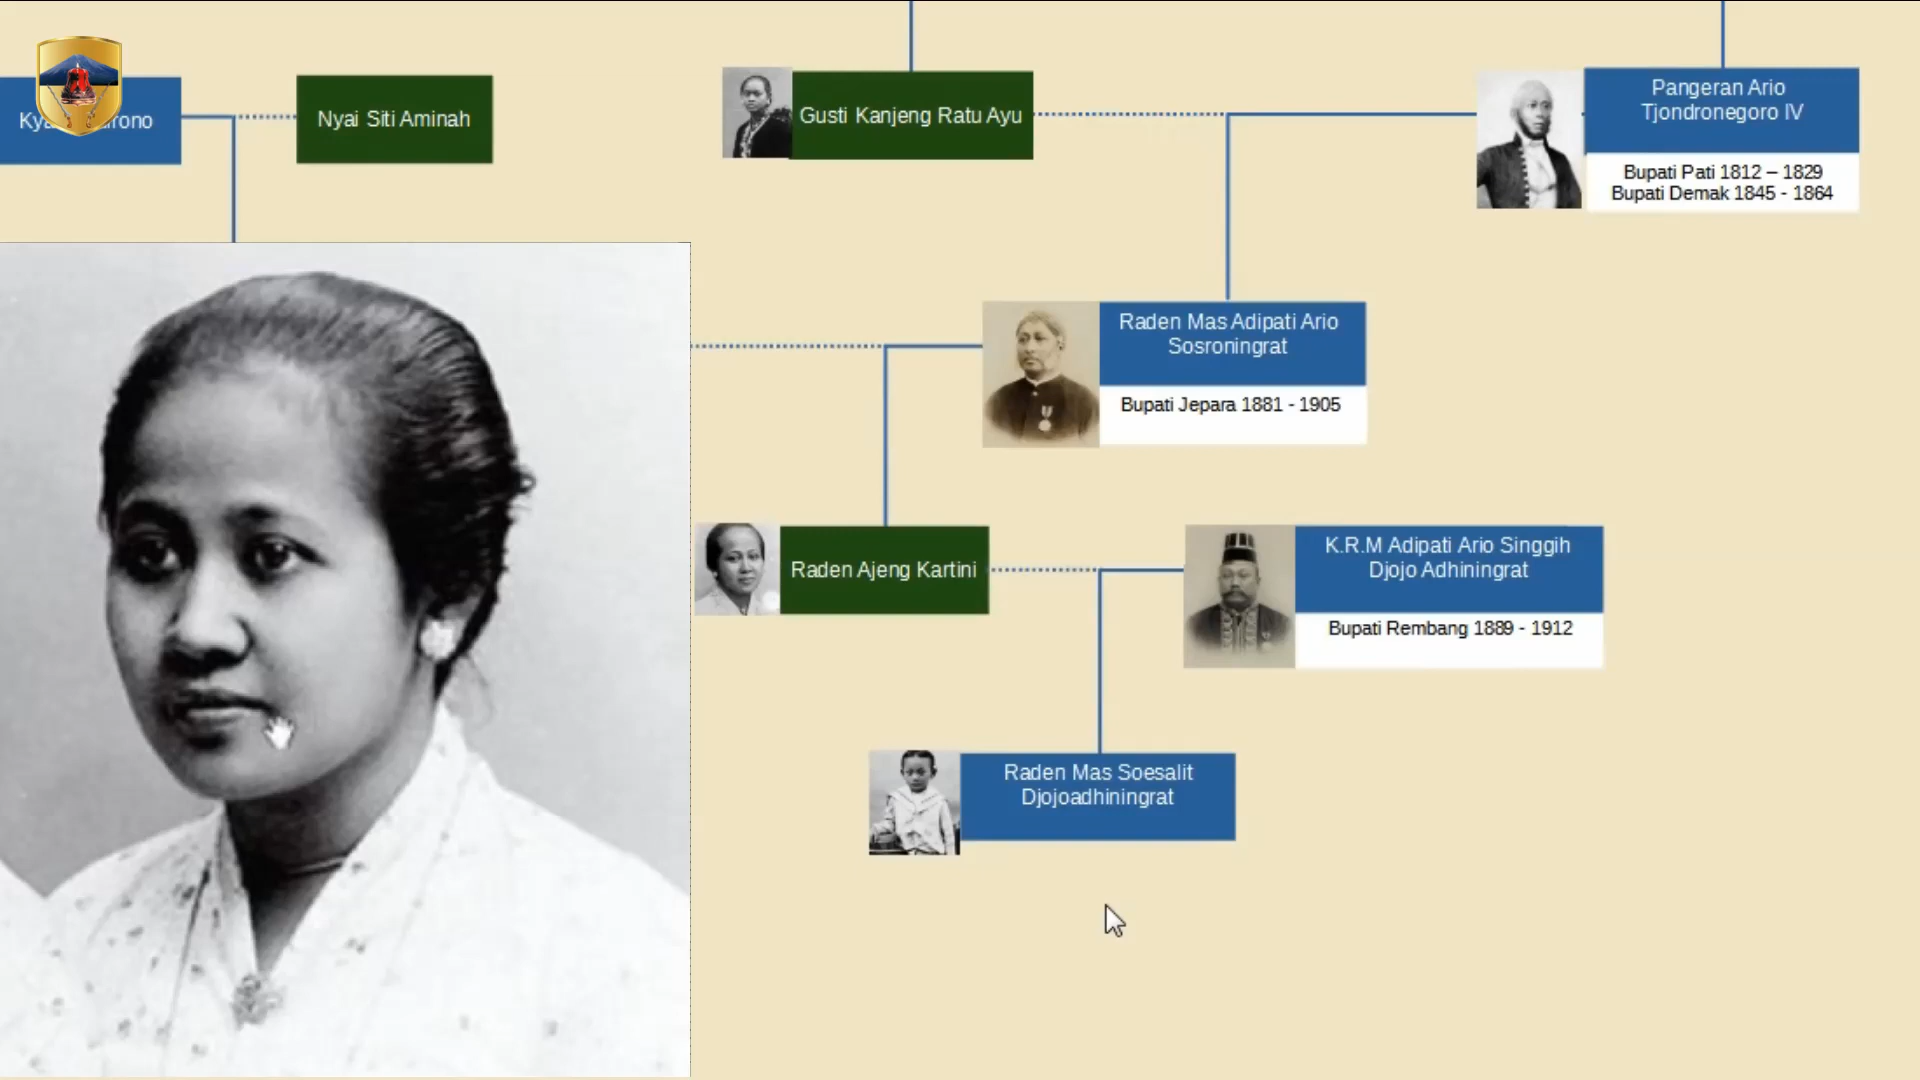 Nyai Siti Aminah
Gusti Kanjeng Ratu Ayu
Pangeran Ario
Tjondronegoro IV
Bupati Pati 1812 – 1829
Bupati Demak 1845 - 1864
Raden Mas Adipati Ario
Sosroningrat
Bupati Jepara 1881 - 1905
Raden Ajeng Kartini
K.R.M Adipati Ario Singgih
Djojo Adhiningrat
Bupati Rembang 1889 - 1912
Raden Mas Soesalit
Djojoadhiningrat